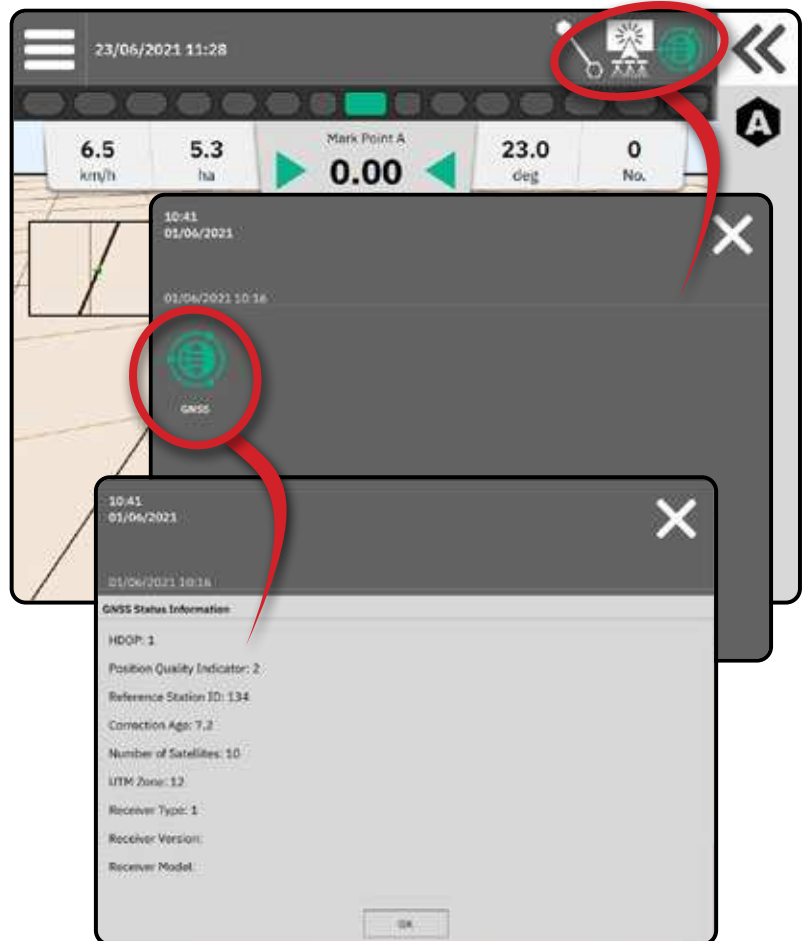 23/06/2021 11:28
A
Mark Point A
6.5 5.3 0.00 23.0 0
km/h ha deg No.
10:41
01/06/2021
01/06/2021 10:16
GNSS
10:41
01/06/2021
01/06/2021 10:16
GNSS Status Information
HDOP: 1
Position Quality Indicator: 2
Reference Station ID: 134
Correction Age: 7.2
Number of Satellites: 10
UTM Zone: 12
Receiver Type: 1
Receiver Version:
Receiver Model:
OK